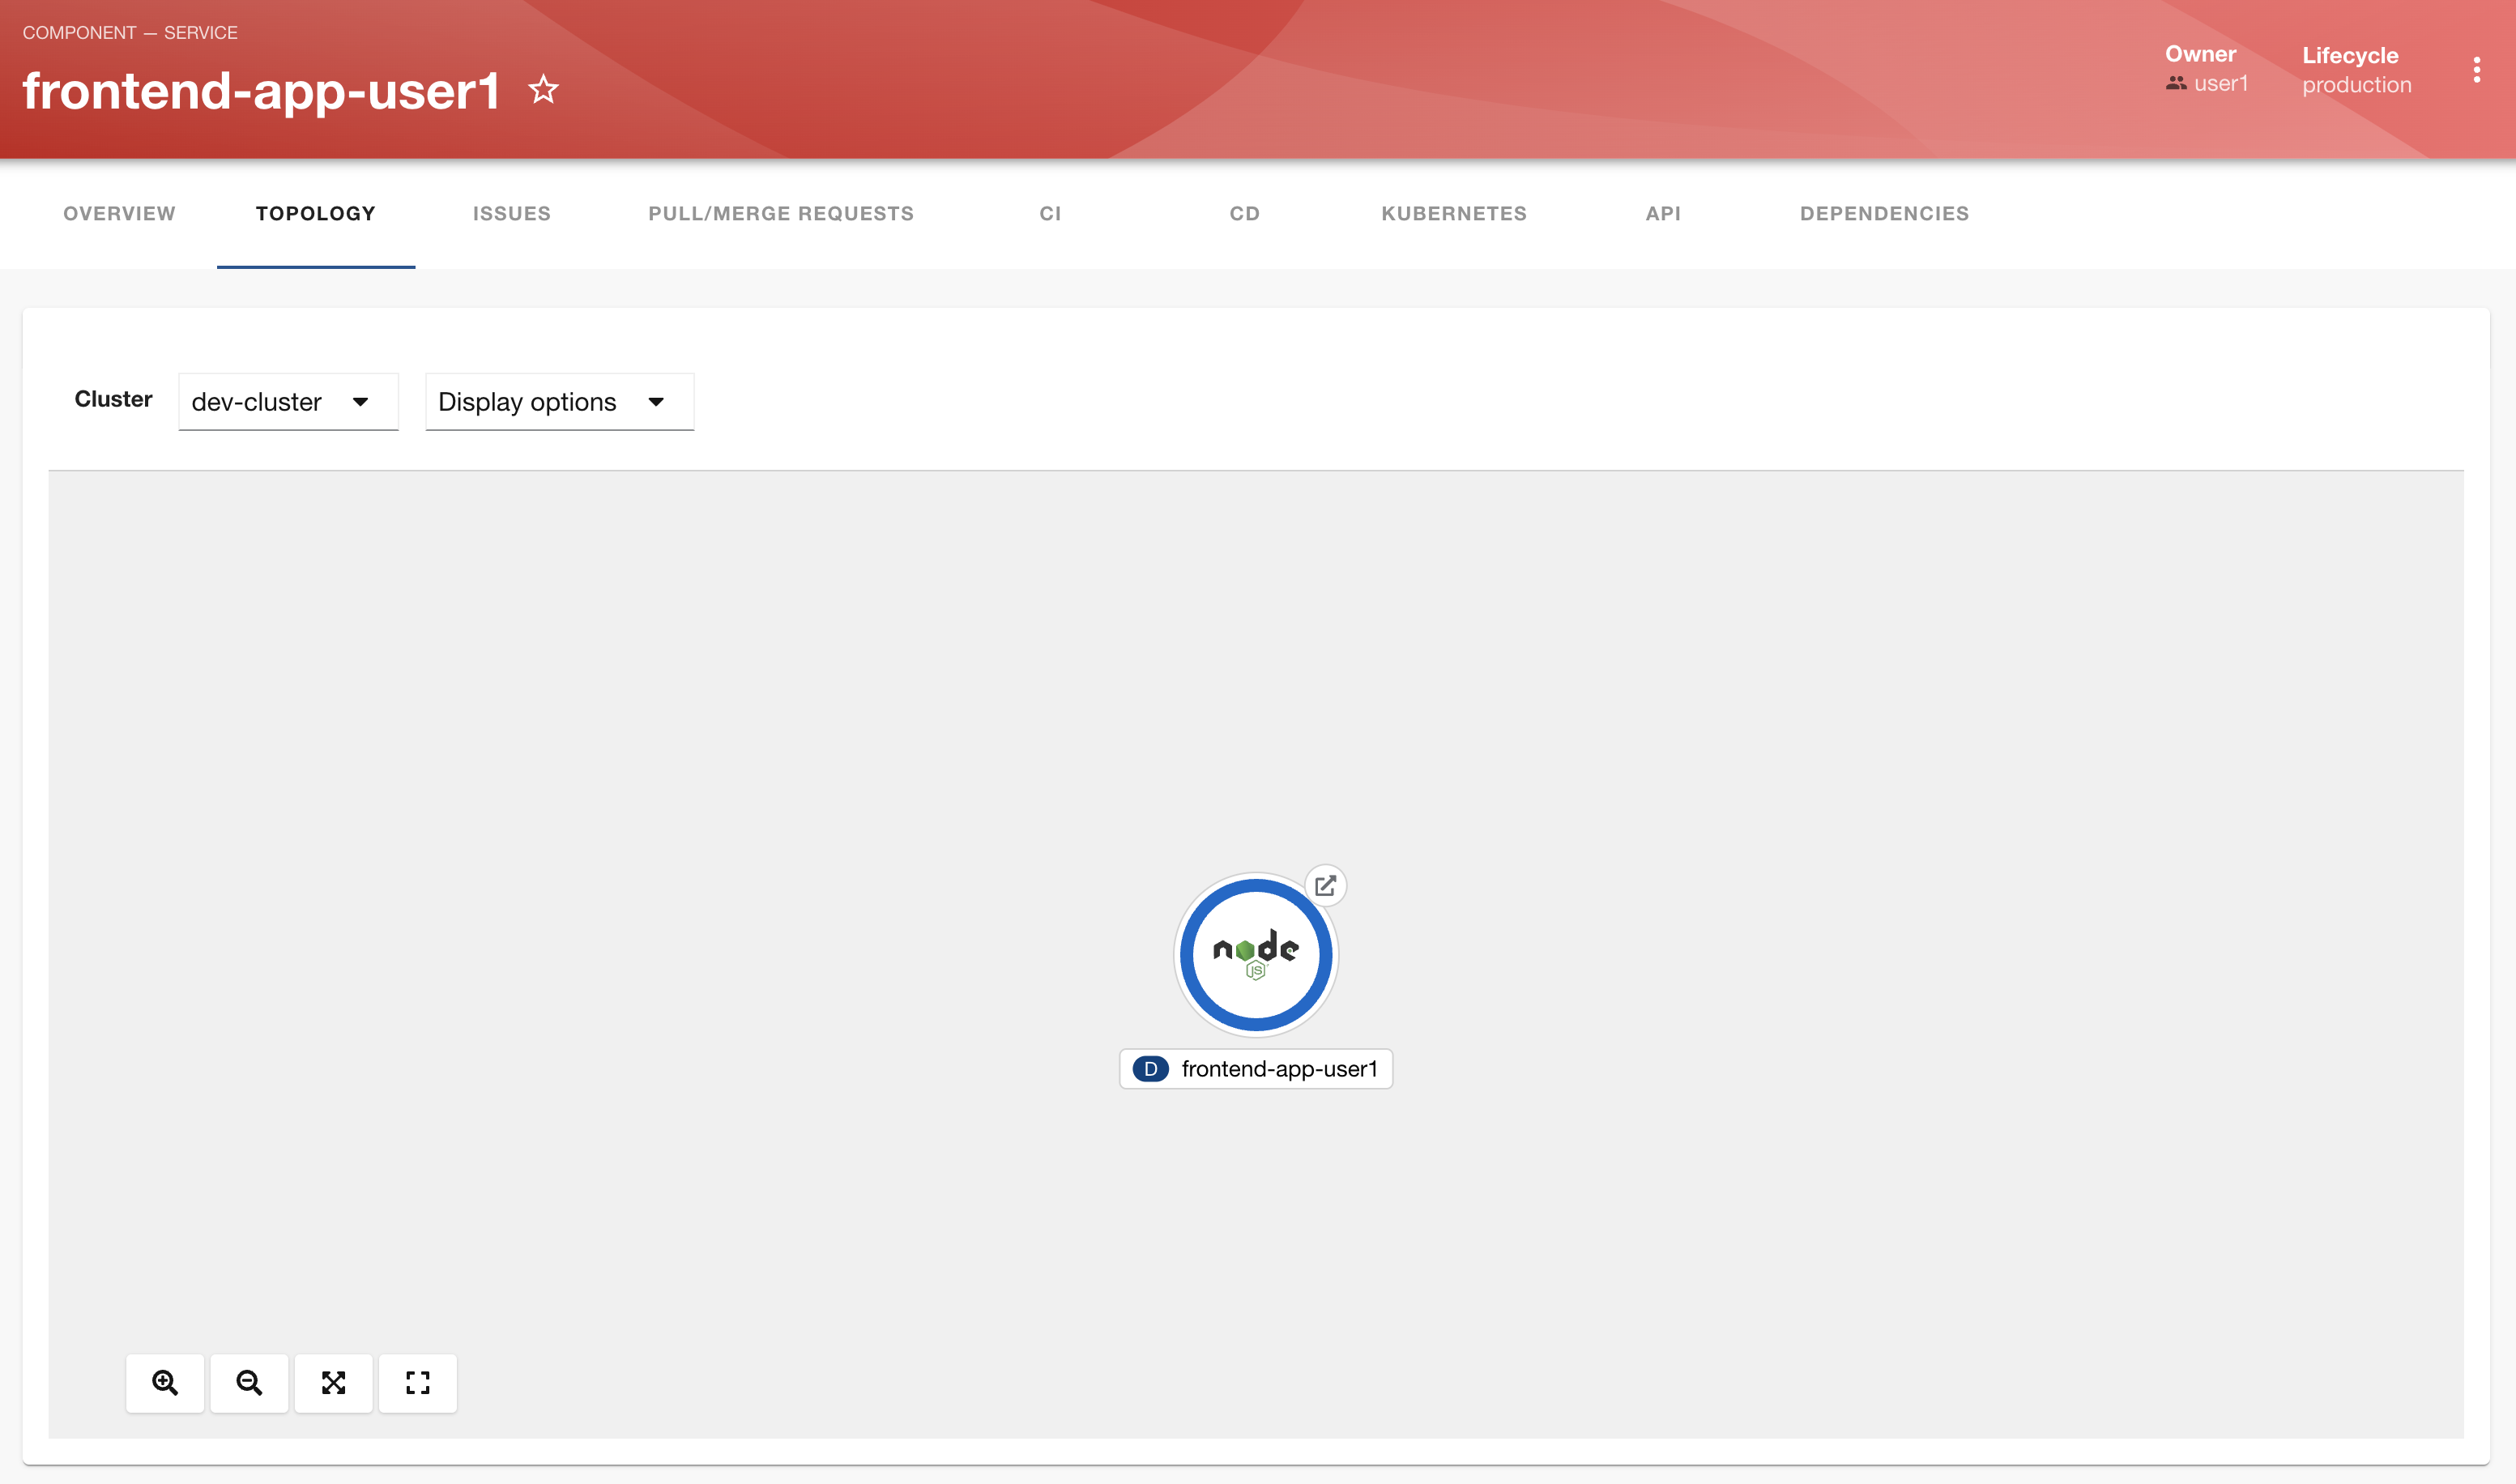 COMPONENT — SERVICE
frontend-app-user1
Owner
user1
Lifecycle
production
OVERVIEW
TOPOLOGY
ISSUES
PULL/MERGE REQUESTS
CI
CD
KUBERNETES
API
DEPENDENCIES
Cluster
dev-cluster
Display options
node
JS
D frontend-app-user1